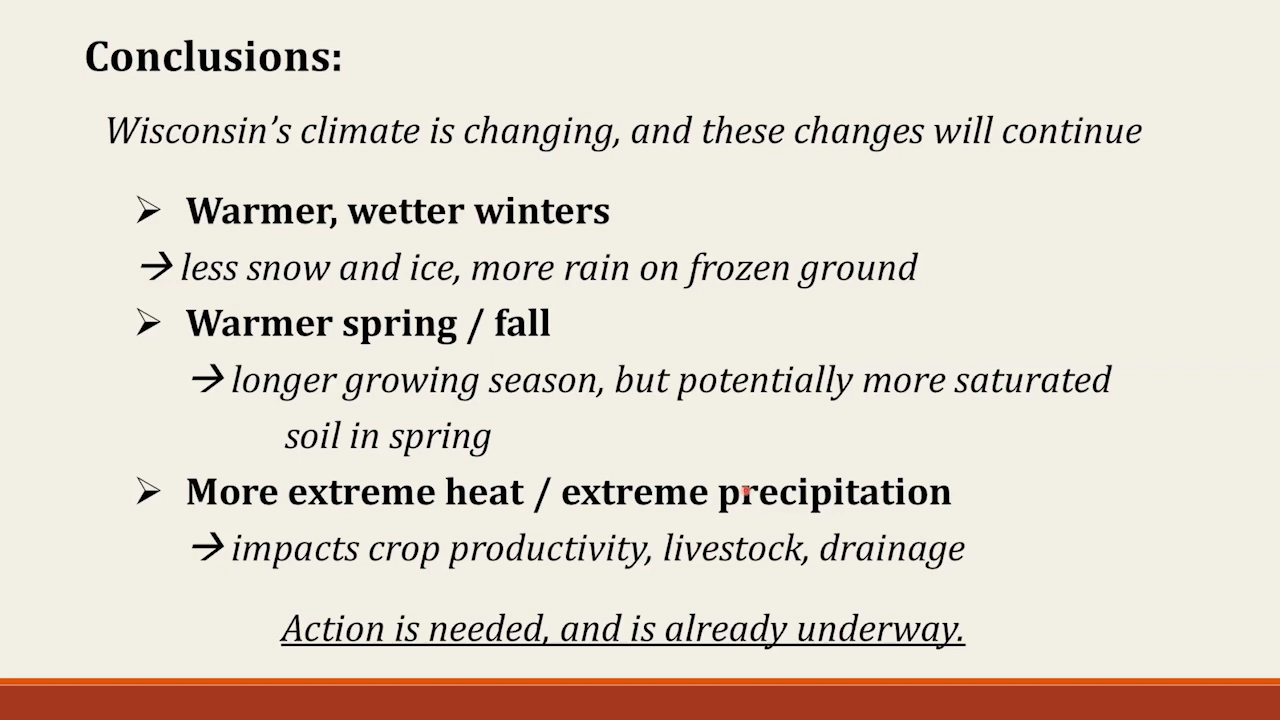 Conclusions:
Wisconsin’s climate is changing, and these changes will continue
➢ Warmer, wetter winters
→ less snow and ice, more rain on frozen ground
➢ Warmer spring / fall
→ longer growing season, but potentially more saturated
soil in spring
➢ More extreme heat / extreme precipitation
→ impacts crop productivity, livestock, drainage
Action is needed, and is already underway.